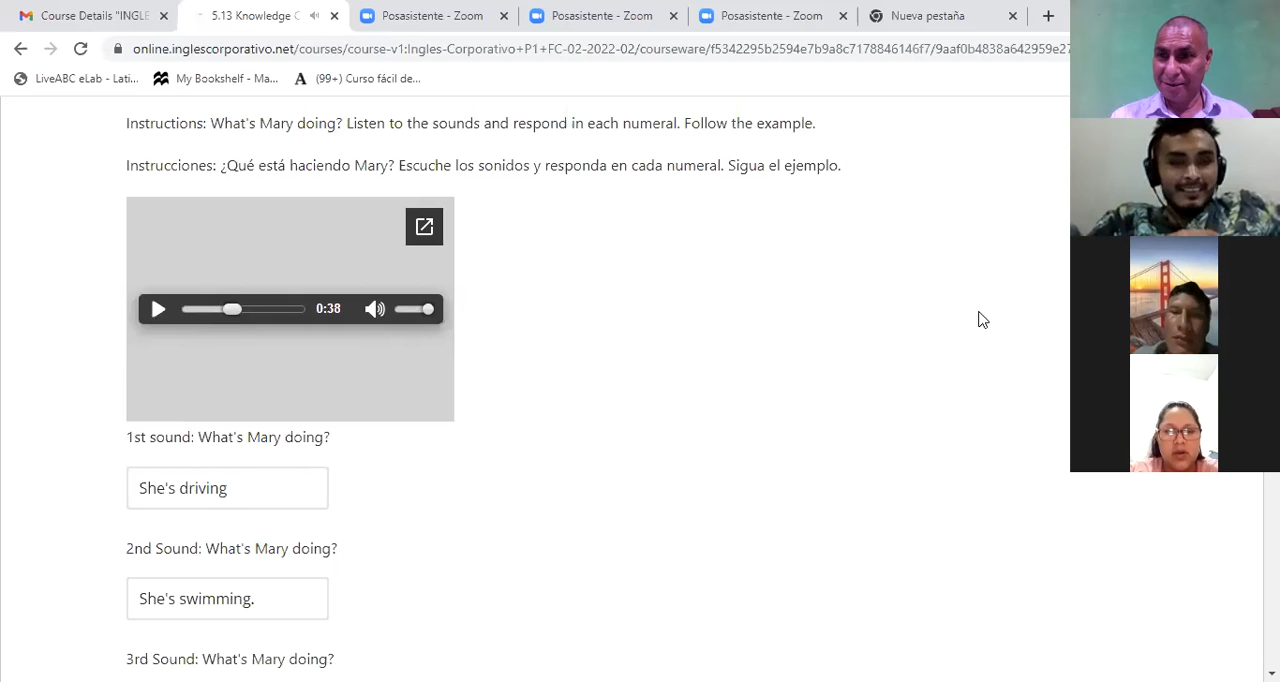 Course Details "INGLE
5.13 Knowledge C
Posasistente - Zoom
Posasistente - Zoom
Posasistente - Zoom
Nueva pestaña
online.inglescorporativo.net/courses/course-v1:Ingles-Corporativo+P1+FC-02-2022-02/courseware/f5342295b2594e7b9a8c7178846146f7/9aaf0b4838a642959e27
LiveABC eLab - Lati...
My Bookshelf - Ma...
(99+) Curso fácil de...
Instructions: What's Mary doing? Listen to the sounds and respond in each numeral. Follow the example.
Instrucciones: ¿Qué está haciendo Mary? Escuche los sonidos y responda en cada numeral. Sigua el ejemplo.
0:38
1st sound: What's Mary doing?
She's driving
2nd Sound: What's Mary doing?
She's swimming.
3rd Sound: What's Mary doing?